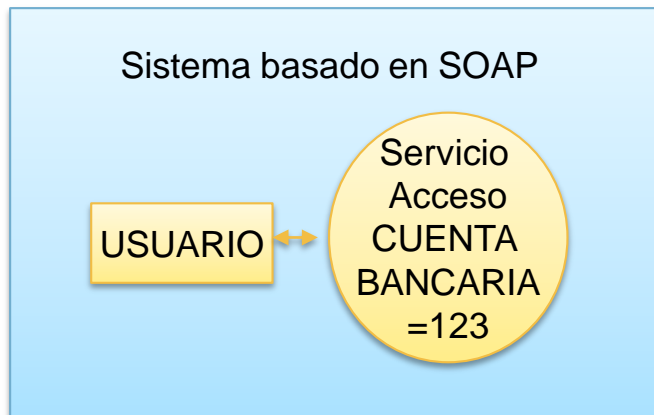 Sistema basado en SOAP
USUARIO
Servicio
Acceso
CUENTA
BANCARIA
=123